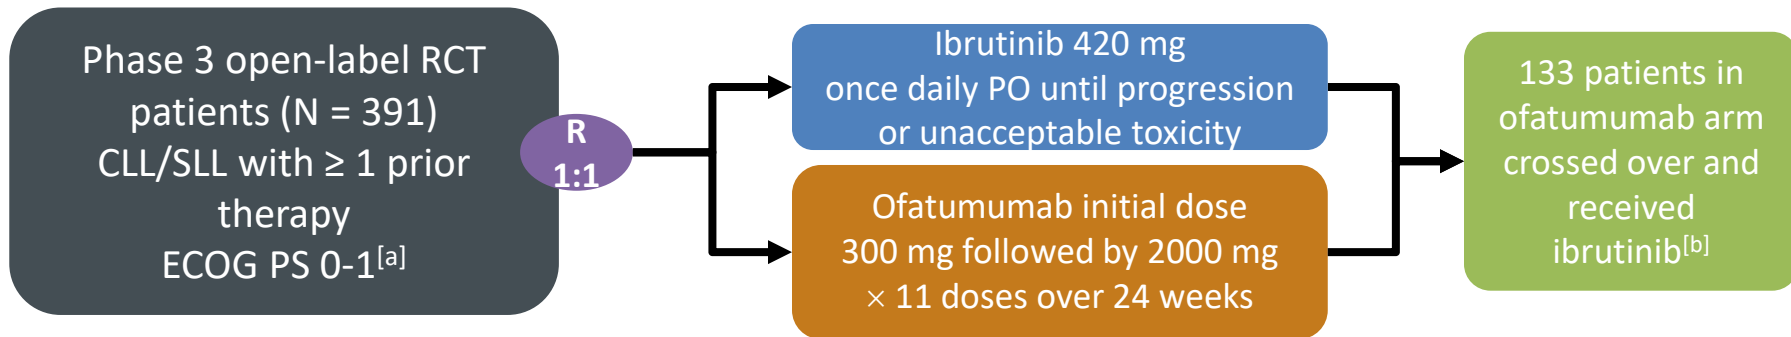 Phase 3 open-label RCT
patients (N = 391)
CLL/SLL with ≥ 1 prior
therapy
ECOG PS 0-1[a]
R
1:1
Ibrutinib 420 mg
once daily PO until progression
or unacceptable toxicity
Ofatumumab initial dose
300 mg followed by 2000 mg
× 11 doses over 24 weeks
133 patients in
ofatumumab arm
crossed over and
received
ibrutinib[b]